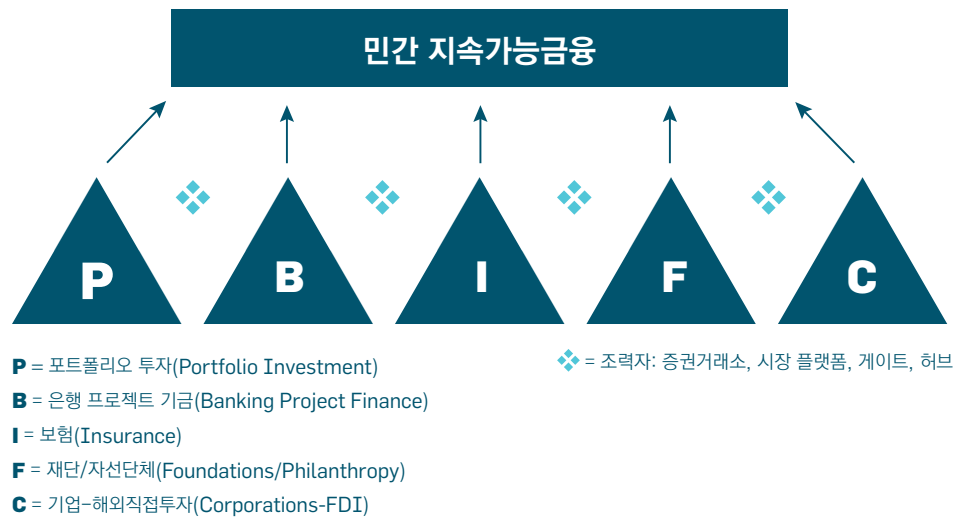 민간 지속가능금융
P
B
I
F
C
P = 포트폴리오 투자(Portfolio Investment)
B = 은행 프로젝트 기금(Banking Project Finance)
I = 보험(Insurance)
F = 재단/자선단체(Foundations/Philanthropy)
C = 기업-해외직접투자(Corporations-FDI)
❖ = 조력자: 증권거래소, 시장 플랫폼, 게이트, 허브